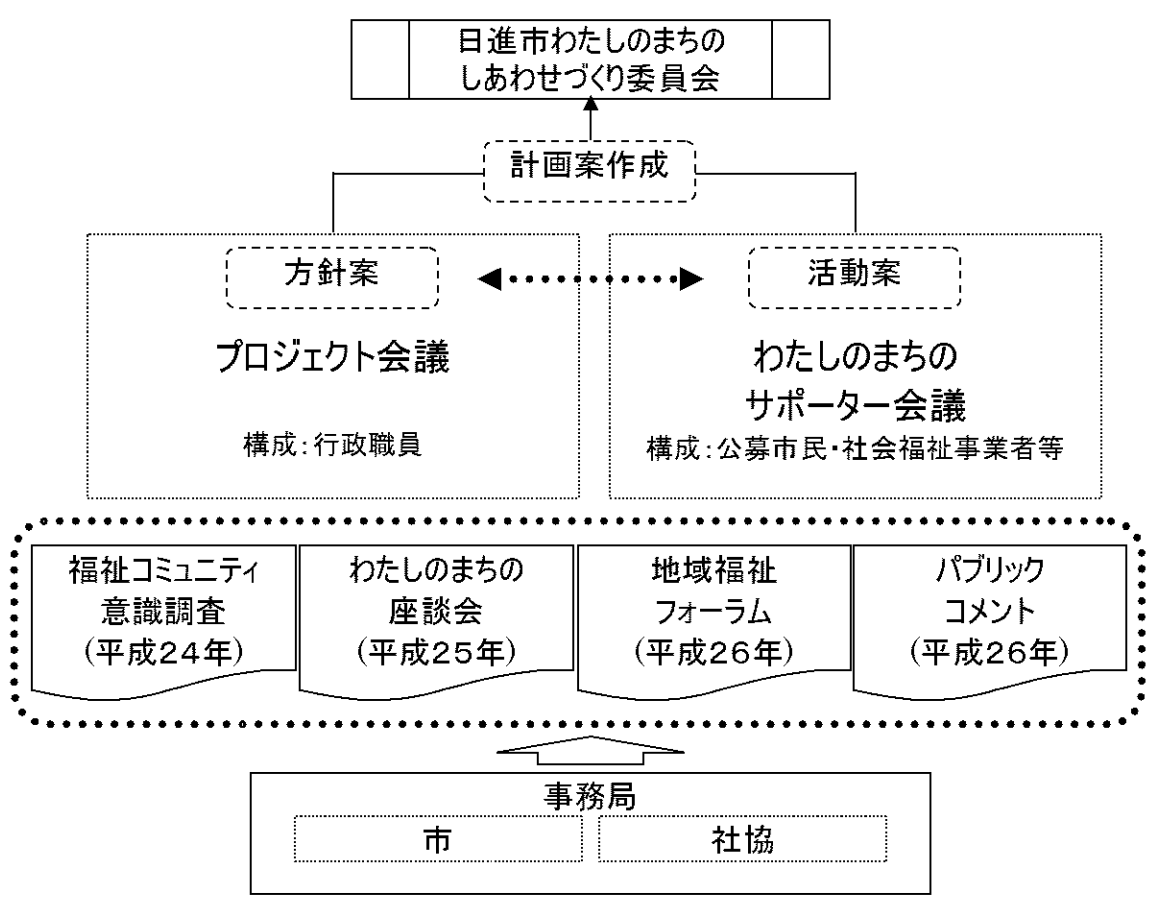 日進市わたしのまちの
しあわせづくり委員会
計画案作成
方針案
活動案
プロジェクト会議
構成：行政職員
わたしのまちの
サポーター会議
構成：公募市民・社会福祉事業者等
福祉コミュニティ
意識調査
(平成24年)
わたしのまちの
座談会
(平成25年)
地域福祉
フォーラム
(平成26年)
パブリック
コメント
(平成26年)
事務局
市
社協